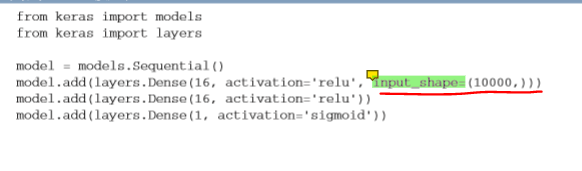 from keras import models
from keras import layers
model = models.Sequential()
model.add(layers.Dense(16, activation='relu', input_shape=(10000,)))
model.add(layers.Dense(16, activation='relu'))
model.add(layers.Dense(1, activation='sigmoid'))